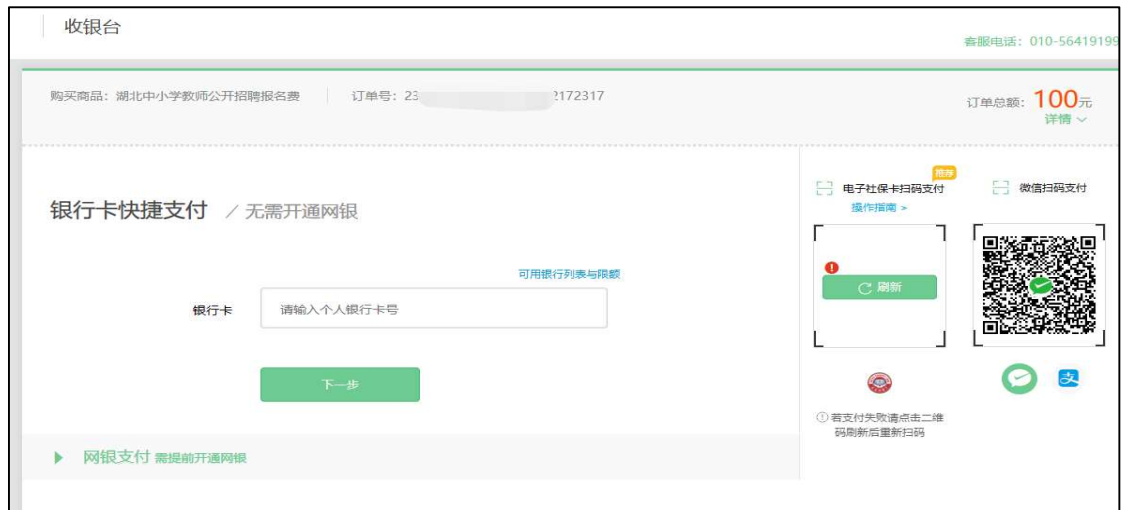 收银台
客服电话：010-56419199
购买商品：湖北中小学教师公开招聘报名费
订单号：23 2172317
订单总额：100元
详情
银行卡快捷支付 / 无需开通网银
可用银行列表与限额
银行卡 请输入个人银行卡号
下一步
网银支付 需提前开通网银
推荐
电子社保卡扫码支付
操作指南 >
刷新
若支付失败请点击二维
码刷新后重新扫码
微信扫码支付
支